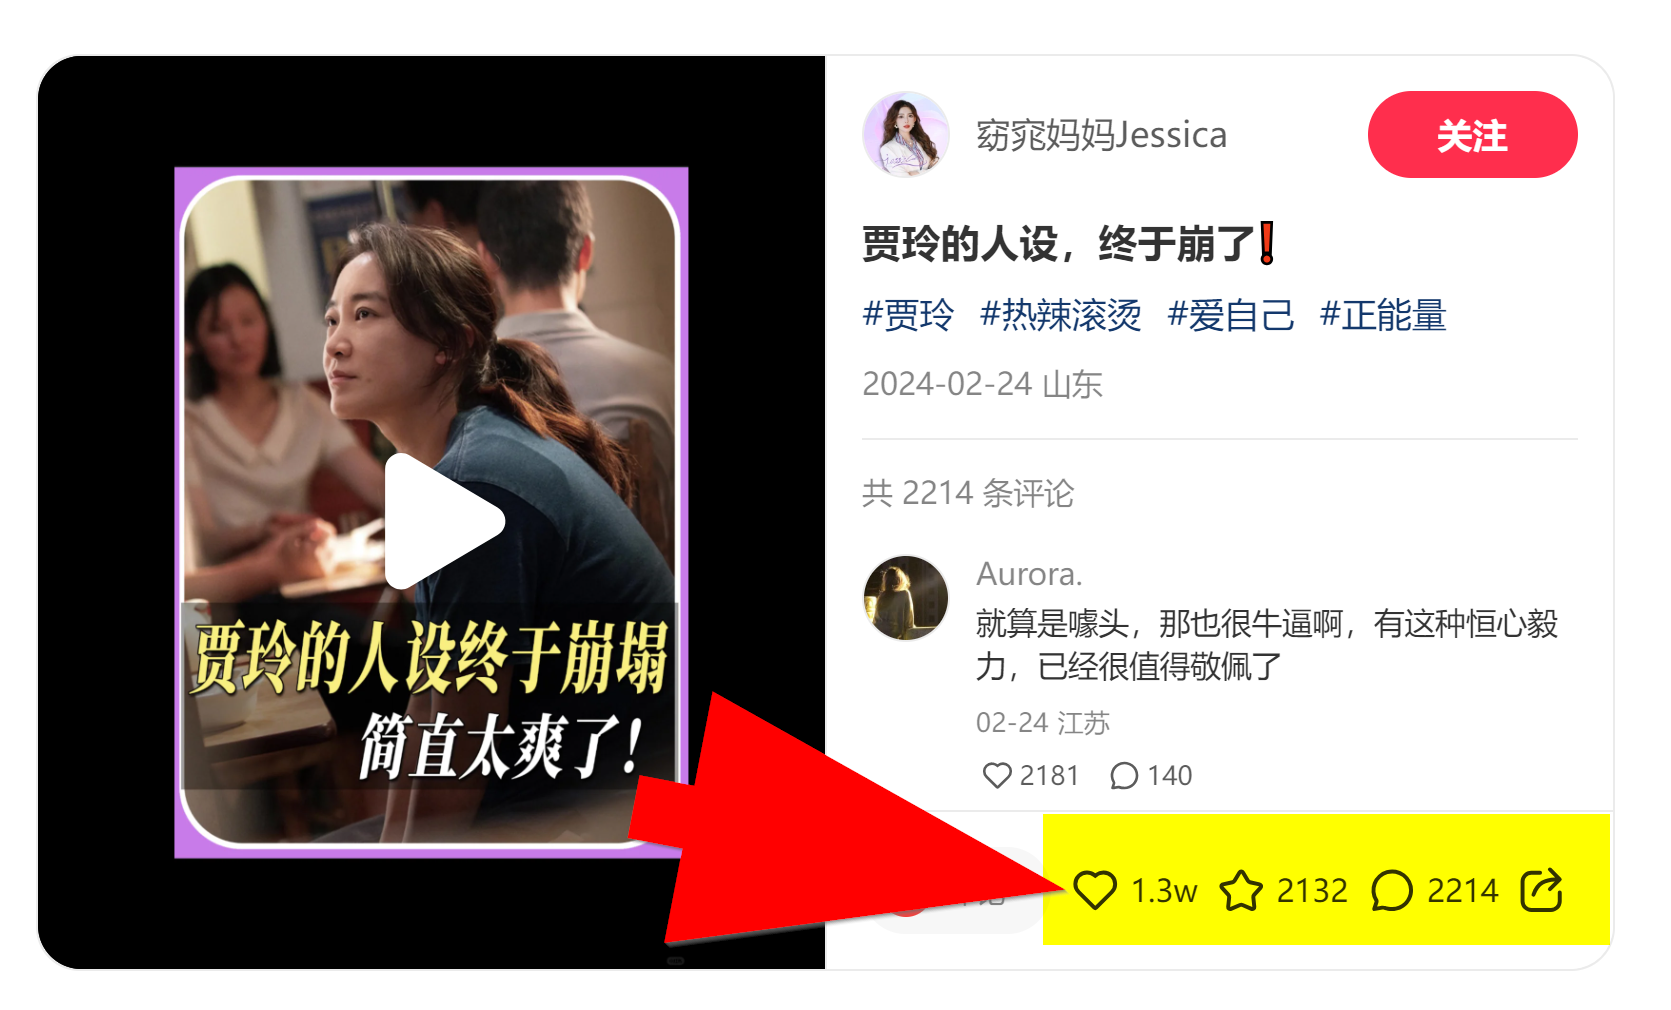 贾玲的人设终于崩塌
简直太爽了！
窈窕妈妈Jessica
关注
贾玲的人设，终于崩了❗
#贾玲 #热辣滚烫 #爱自己 #正能量
2024-02-24 山东
共 2214 条评论
Aurora.
就算是噱头，那也很牛逼啊，有这种恒心毅
力，已经很值得敬佩了
02-24 江苏
2181 140
1.3w 2132 2214